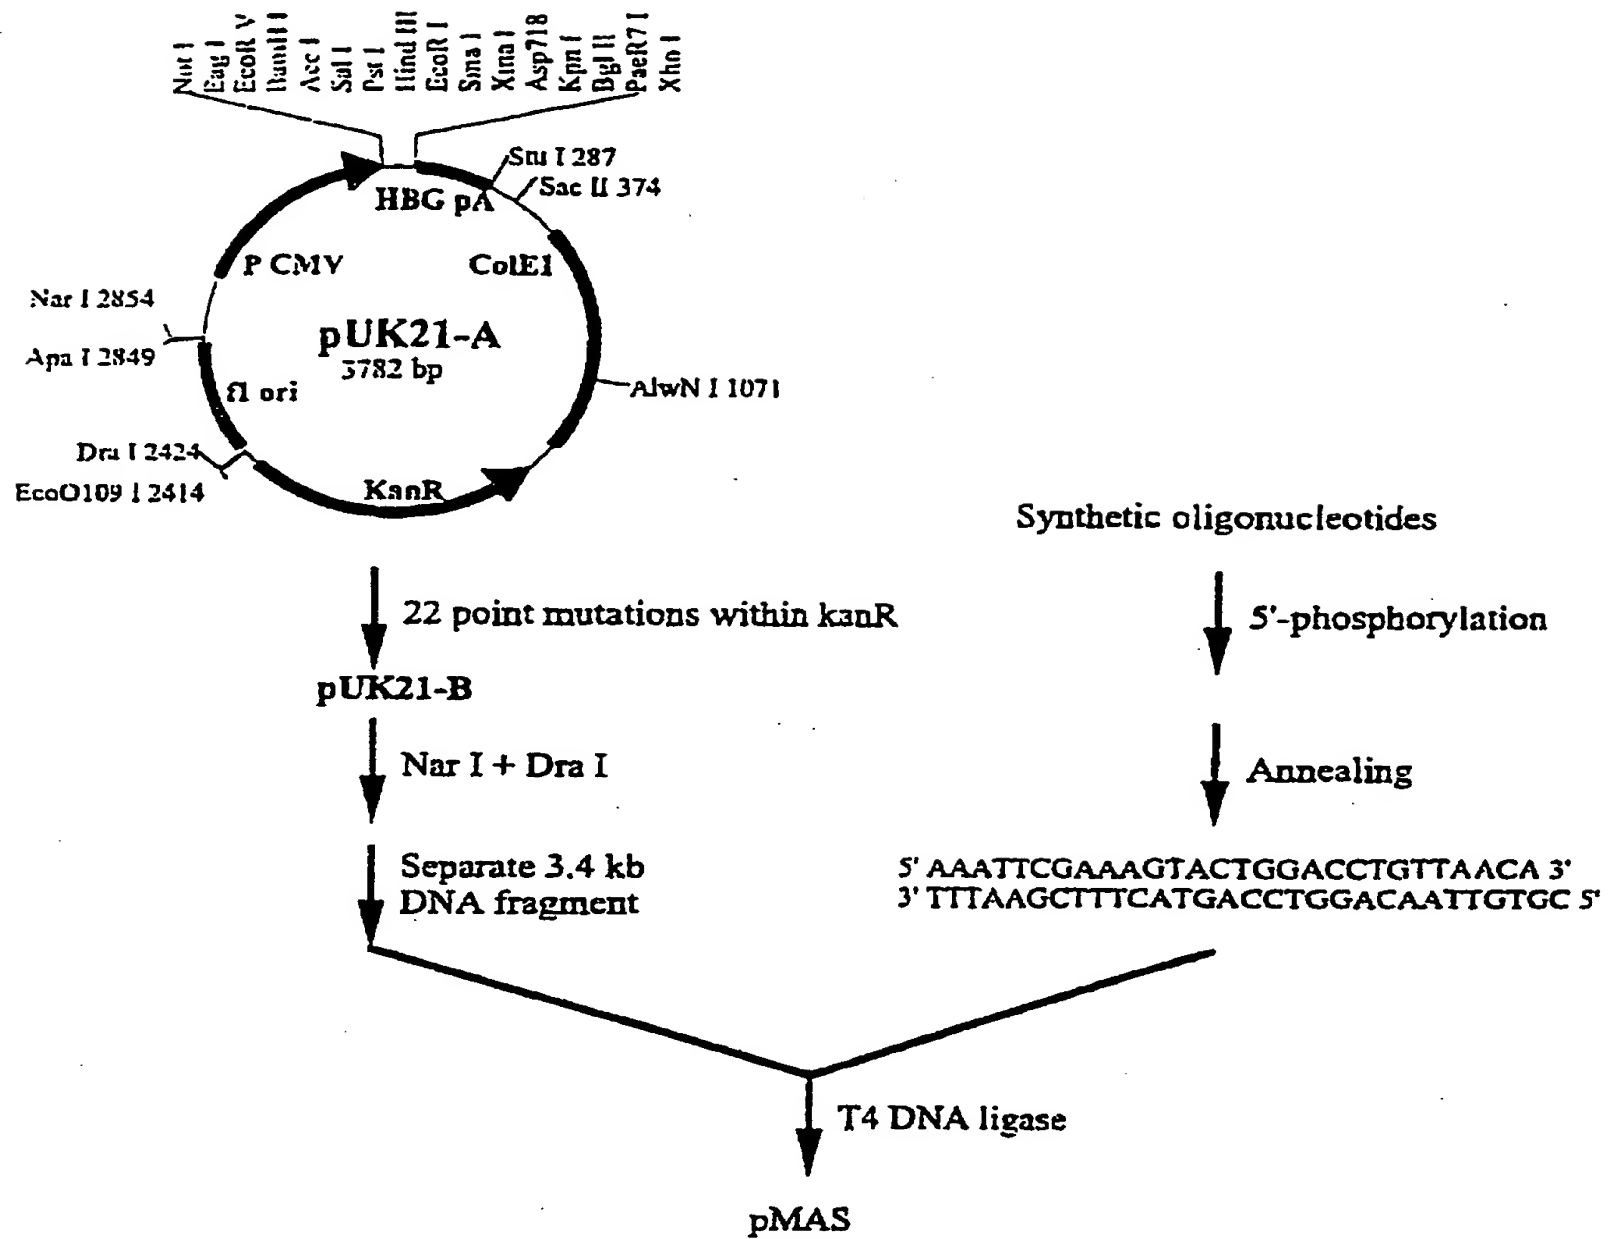 Not I
Eag I
EcoR V
BamH I
Acc I
Sal I
Pst I
Hind III
EcoR I
Sma I
Xma I
Asp718
Kpn I
Bgl II
PaeR7 I
Xho I
Stu I 287
Sac II 374
HBG pA
P CMV
ColE1
Nar I 2854
pUK21-A
3782 bp
Apa I 2849
AlwN I 1071
f1 ori
Dra I 2424
EcoO109 I 2414
KanR
Synthetic oligonucleotides
22 point mutations within kanR
5'-phosphorylation
pUK21-B
Nar I + Dra I
Annealing
Separate 3.4 kb
DNA fragment
5' AAATTCGAAAGTACTGGACCTGTTAACA 3'
3' TTTAAGCTTTCATGACCTGGACAATTGTGC 5'
T4 DNA ligase
pMAS